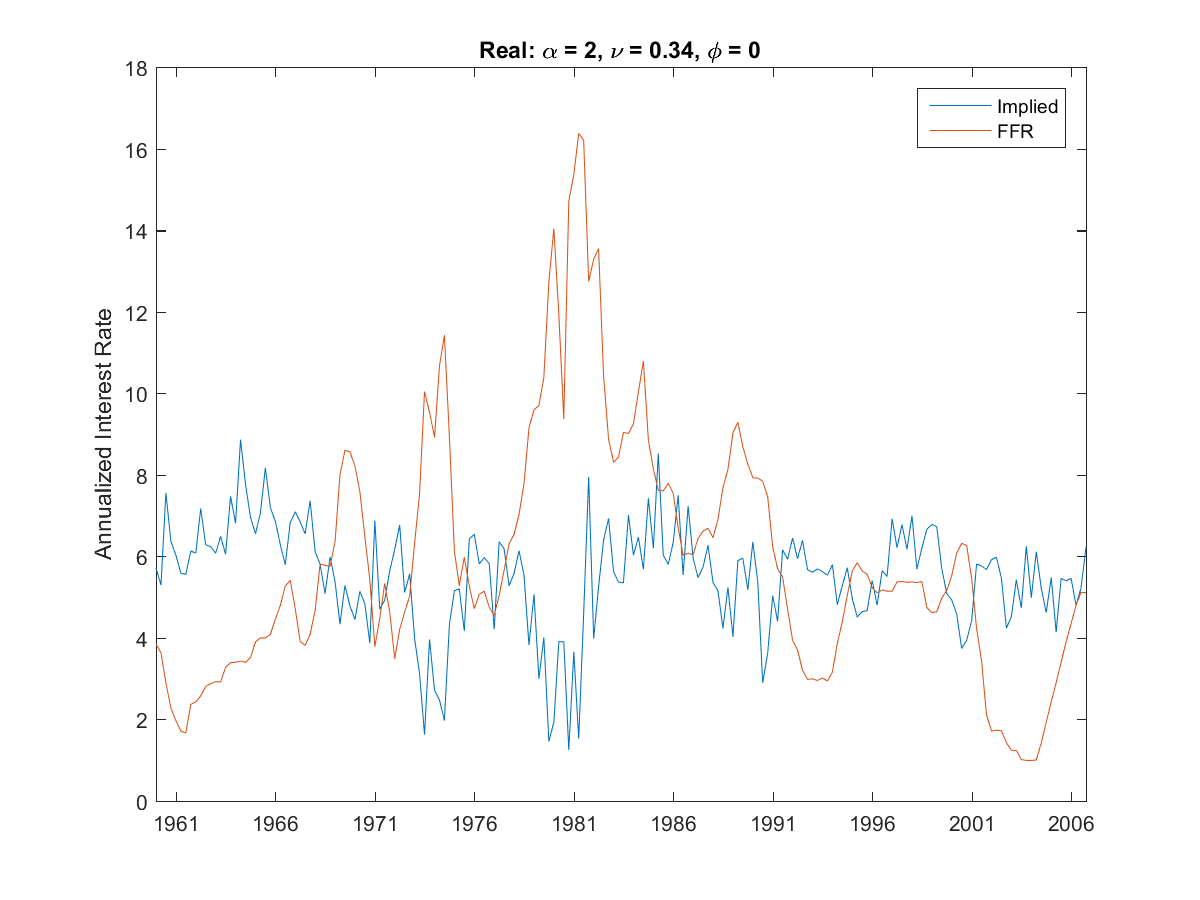 Real: α = 2, ν = 0.34, ϕ = 0
Implied
FFR
Annualized Interest Rate
18
16
14
12
10
8
6
4
2
0
1961 1966 1971 1976 1981 1986 1991 1996 2001 2006